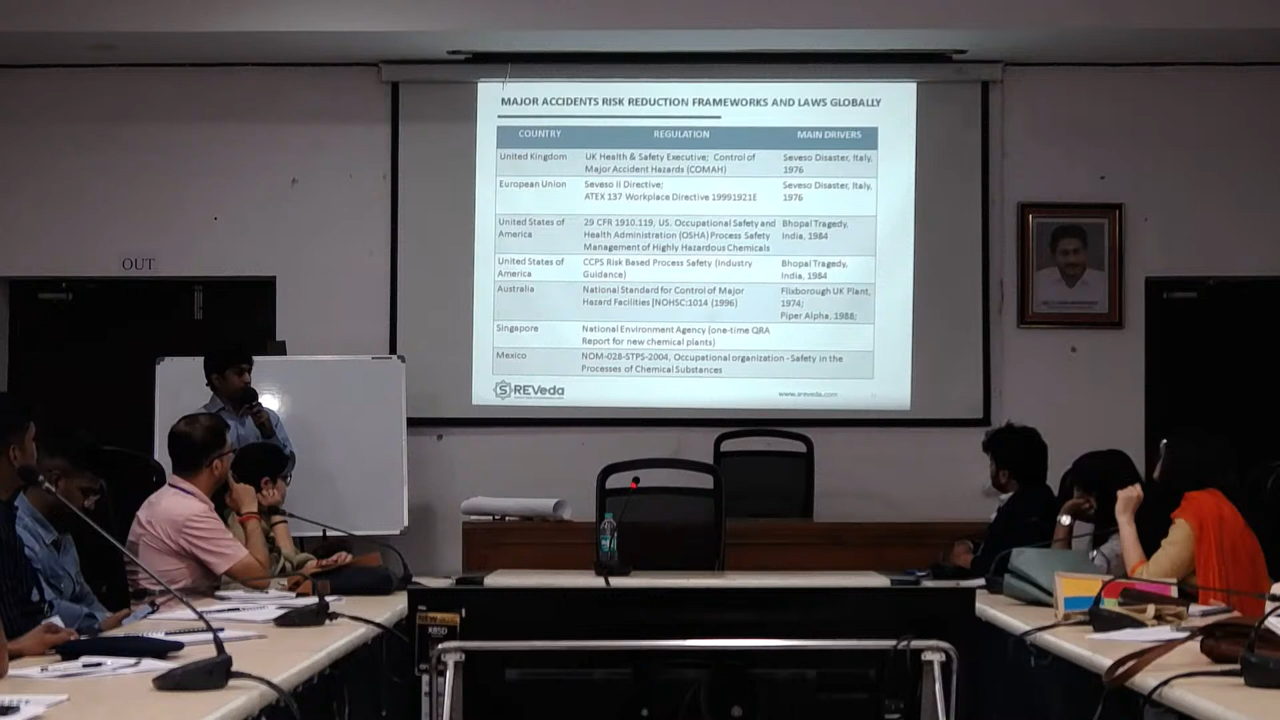 MAJOR ACCIDENTS RISK REDUCTION FRAMEWORKS AND LAWS GLOBALLY
COUNTRY REGULATION MAIN DRIVERS
United Kingdom UK Health & Safety Executive; Control of Seveso Disaster, Italy,
Major Accident Hazards (COMAH) 1976
European Union Seveso II Directive; Seveso Disaster, Italy,
ATEX 137 Workplace Directive 19991921E 1976
United States of 29 CFR 1910.119, US. Occupational Safety and Bhopal Tragedy,
America Health Administration (OSHA) Process Safety India, 1984
Management of Highly Hazardous Chemicals
United States of CCPS Risk Based Process Safety (Industry Bhopal Tragedy,
America Guidance) India, 1984
Australia National Standard for Control of Major Flixborough UK Plant,
Hazard Facilities [NOHSC:1014 (1996) 1974;
Piper Alpha, 1988;
Singapore National Environment Agency (one-time QRA
Report for new chemical plants)
Mexico NOM-028-STPS-2004, Occupational organization - Safety in the
Processes of Chemical Substances
SREVeda www.sreveda.com
OUT
NEW
X85D